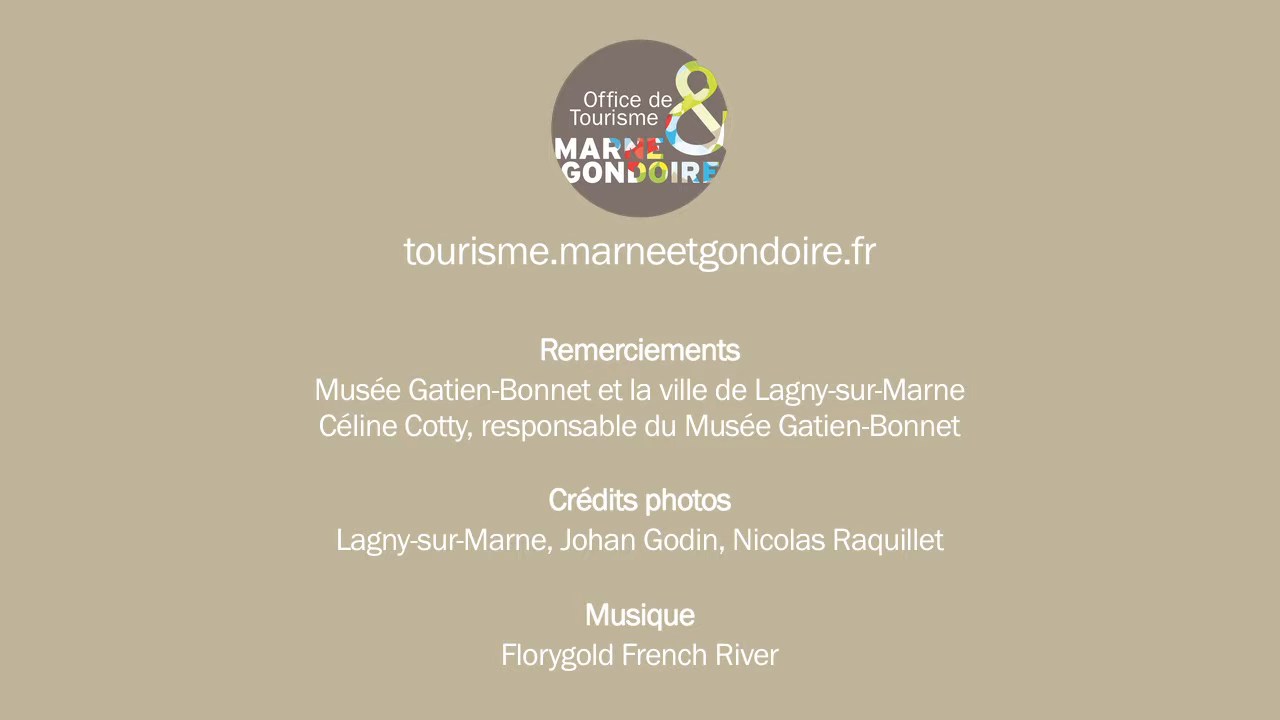 Office de
Tourisme
&
MARNE
GONDOIRE
tourisme.marneetgondoire.fr
Remerciements
Musée Gatien-Bonnet et la ville de Lagny-sur-Marne
Céline Cotty, responsable du Musée Gatien-Bonnet
Crédits photos
Lagny-sur-Marne, Johan Godin, Nicolas Raquillet
Musique
Florygold French River